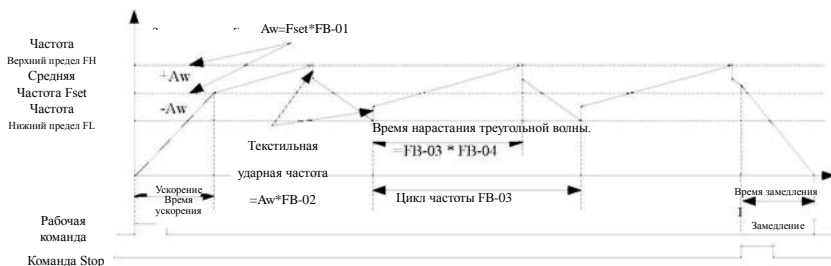 Aw=Fset*FB-01
Частота
Верхний предел FH
Средняя
Частота Fset
Частота
Нижний предел FL
+Aw
-Aw
Текстильная
ударная частота
=Aw*FB-02
Время нарастания треугольной волны.
=FB-03 * FB-04
Цикл частоты FB-03
Ускорение
Время
ускорения
Время замедления
Замедление
Рабочая
команда
Команда Stop